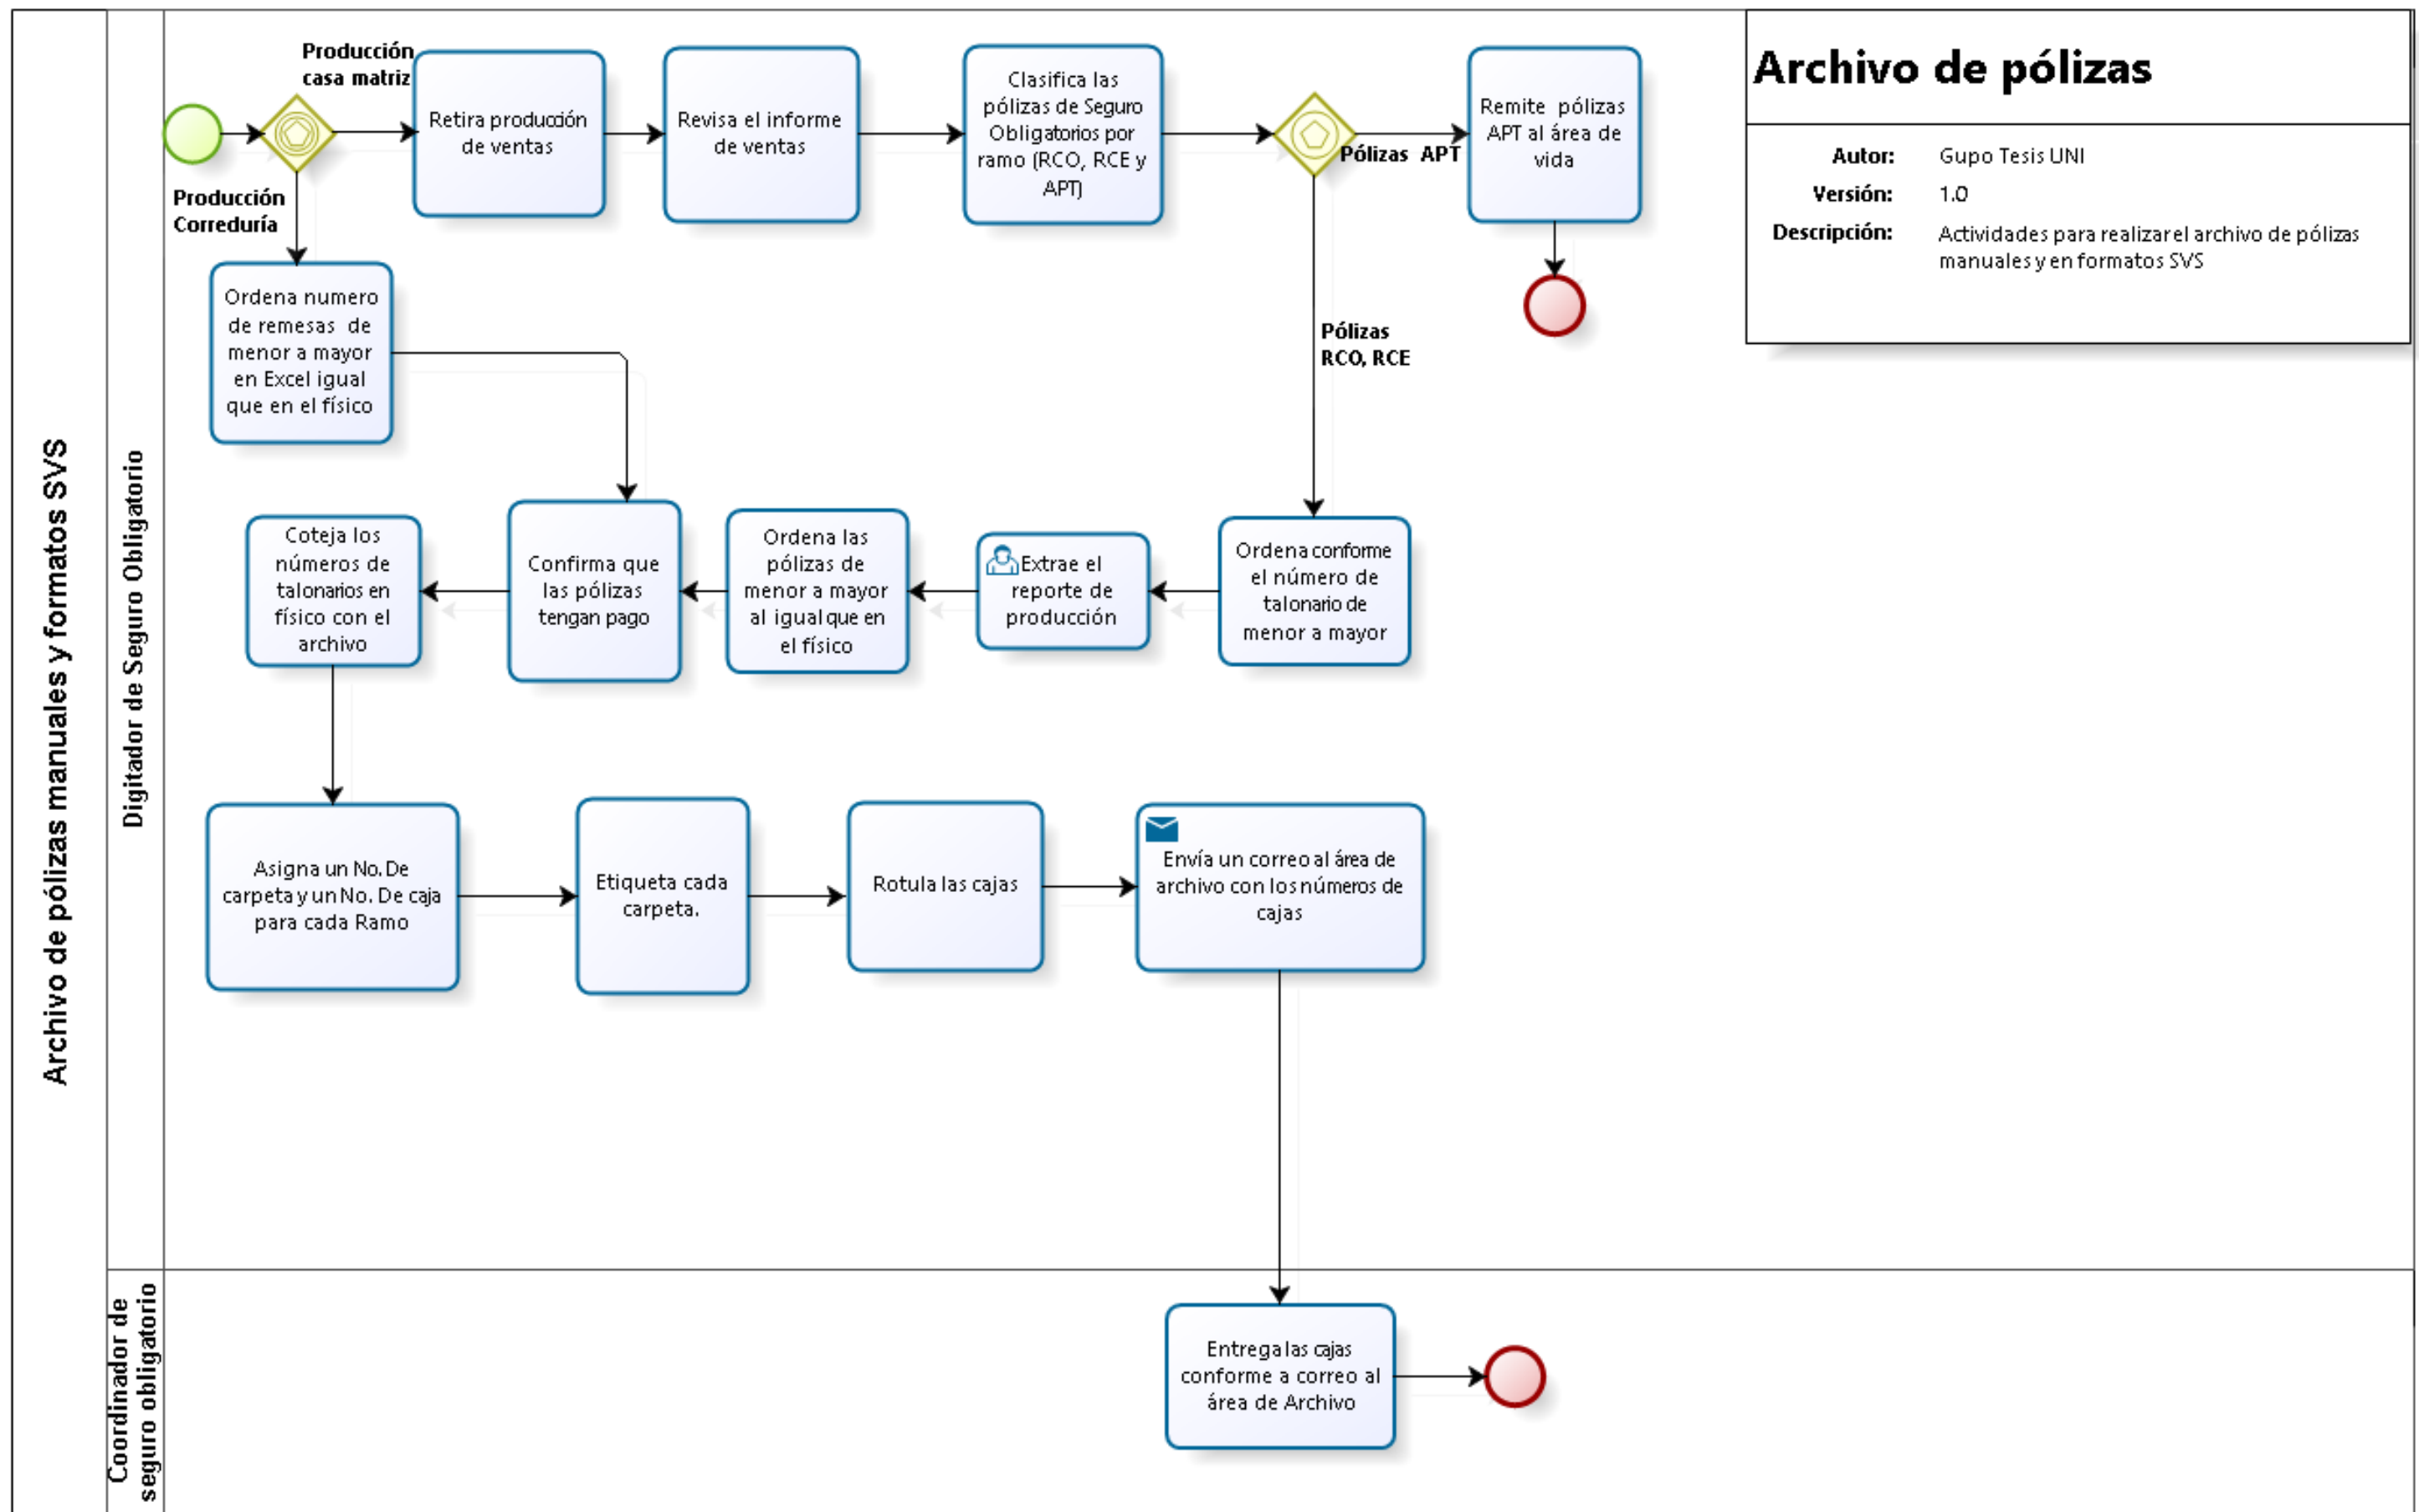 Archivo de pólizas manuales y formatos SVS
Digitador de Seguro Obligatorio
Producción
casa matriz
Producción
Correduría
Retira producción
de ventas
Revisa el informe
de ventas
Clasifica las
pólizas de Seguro
Obligatorios por
ramo (RCO, RCE y
APT)
Pólizas APT
Remite pólizas
APT al área de
vida
Archivo de pólizas
Autor: Gupo Tesis UNI
Versión: 1.0
Descripción: Actividades para realizar el archivo de pólizas
manuales y en formatos SVS
Ordena numero
de remesas de
menor a mayor
en Excel igual
que en el físico
Pólizas
RCO, RCE
Coteja los
números de
talonarios en
físico con el
archivo
Confirma que
las pólizas
tengan pago
Ordena las
pólizas de
menor a mayor
al igual que en
el físico
Extrae el
reporte de
producción
Ordena conforme
el número de
talonario de
menor a mayor
Asigna un No. De
carpeta y un No. De caja
para cada Ramo
Etiqueta cada
carpeta.
Rotula las cajas
Envía un correo al área de
archivo con los números de
cajas
Coordinador de
seguro obligatorio
Entrega las cajas
conforme a correo al
área de Archivo